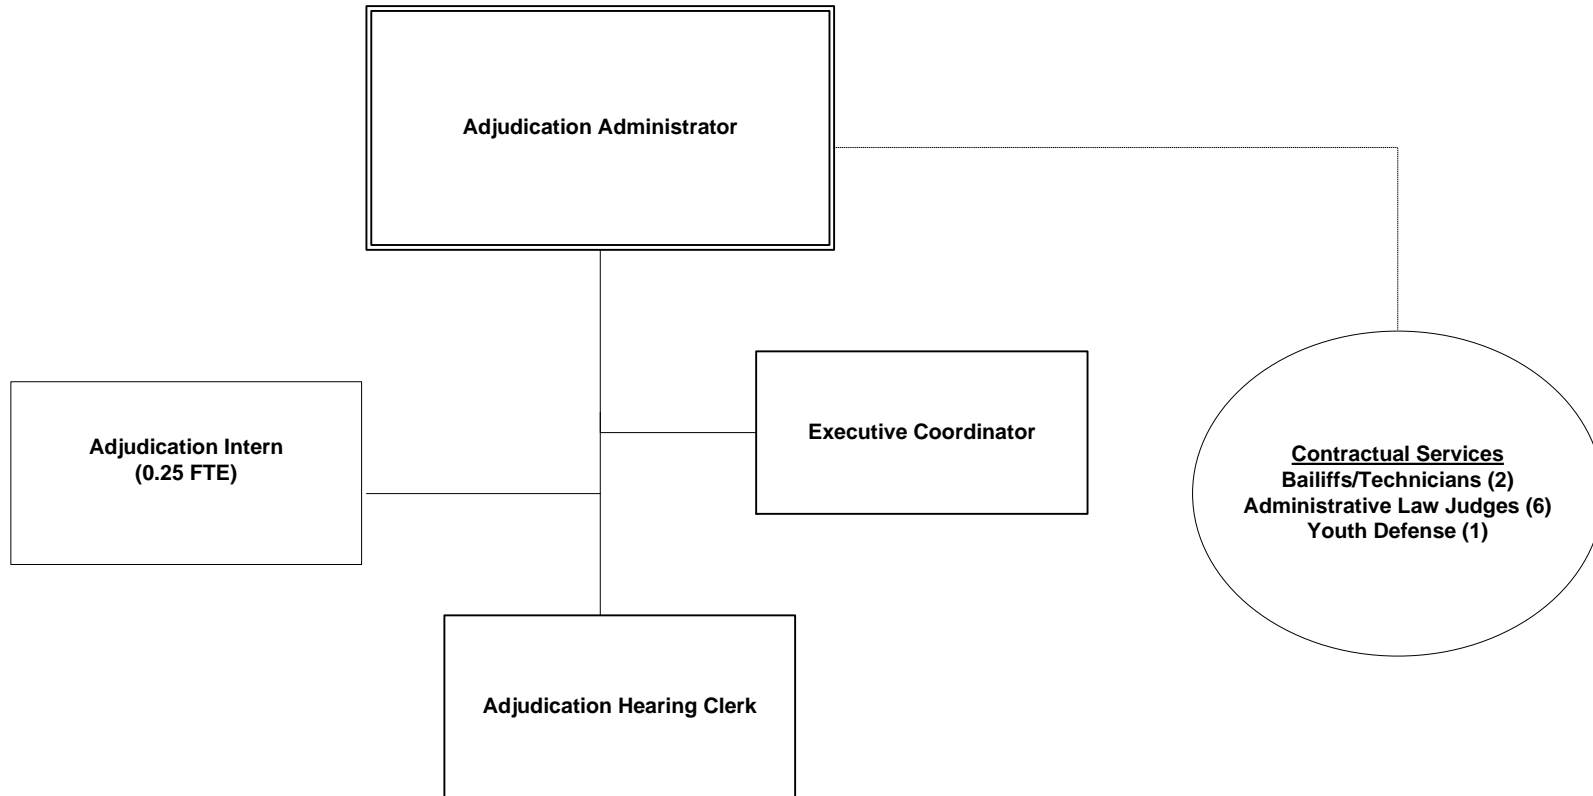 Adjudication Administrator
Executive Coordinator
Adjudication Intern
(0.25 FTE)
Contractual Services
Bailiffs/Technicians (2)
Administrative Law Judges (6)
Youth Defense (1)
Adjudication Hearing Clerk